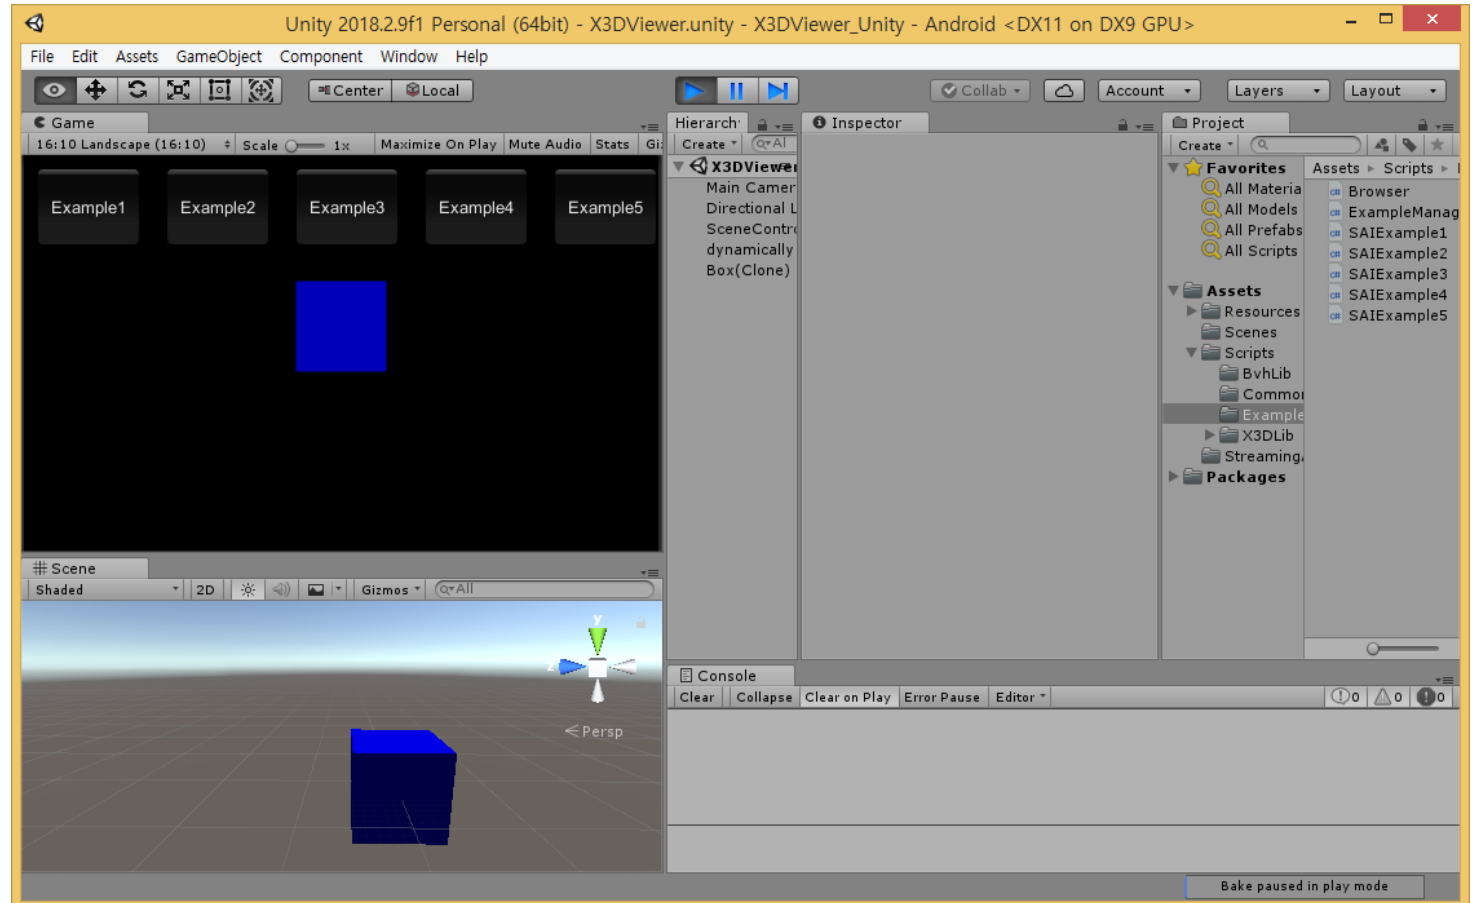 Unity 2018.2.9f1 Personal (64bit) - X3DViewer.unity - X3DViewer_Unity - Android <DX11 on DX9 GPU>
File Edit Assets GameObject Component Window Help
Center Local Collab Account Layers Layout
Game
16:10 Landscape (16:10) Scale 1x Maximize On Play Mute Audio Stats Gi
Example1 Example2 Example3 Example4 Example5
Scene
Shaded 2D Gizmos All
y
z
Persp
Hierarch
Create Al
X3DViewer
Main Camer
Directional L
SceneContro
dynamically
Box(Clone)
Inspector
Project
Create
Favorites
All Materia
All Models
All Prefabs
All Scripts
Assets
Resources
Scenes
Scripts
BvhLib
Commo
Example
X3DLib
Streaming
Packages
Assets Scripts
Browser
ExampleManag
SAIExample1
SAIExample2
SAIExample3
SAIExample4
SAIExample5
Console
Clear Collapse Clear on Play Error Pause Editor 0 0 0
Bake paused in play mode